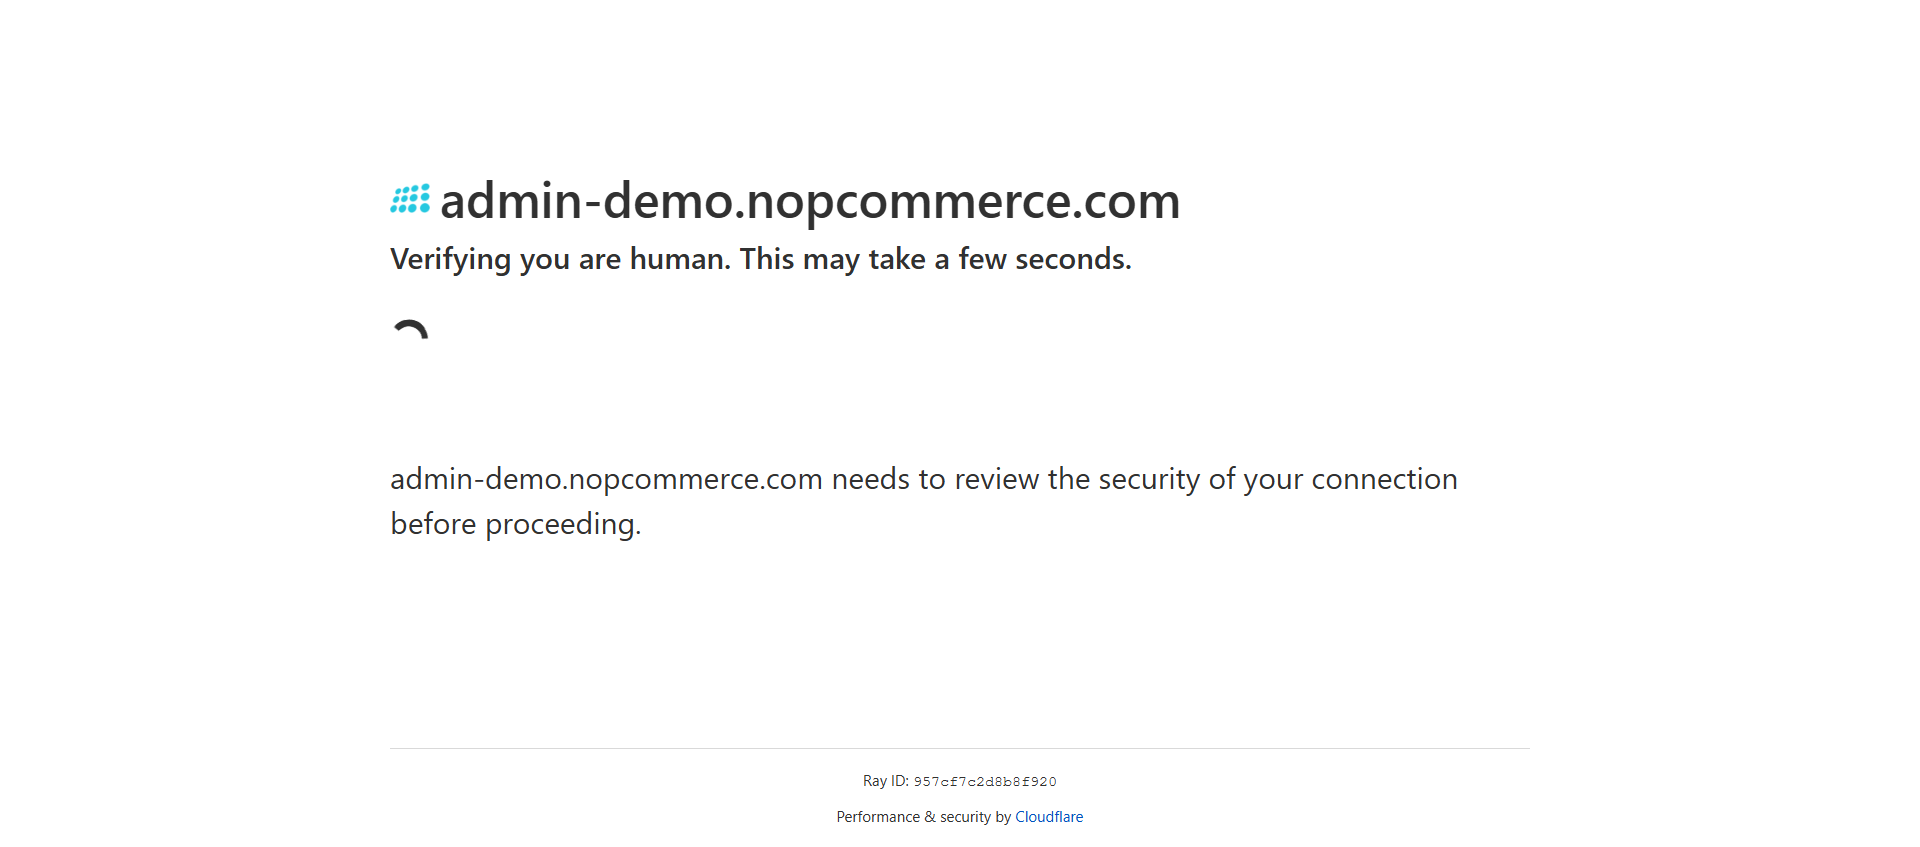 admin-demo.nopcommerce.com
Verifying you are human. This may take a few seconds.
admin-demo.nopcommerce.com needs to review the security of your connection
before proceeding.
Ray ID: 957cf7c2d8b8f920
Performance & security by Cloudflare